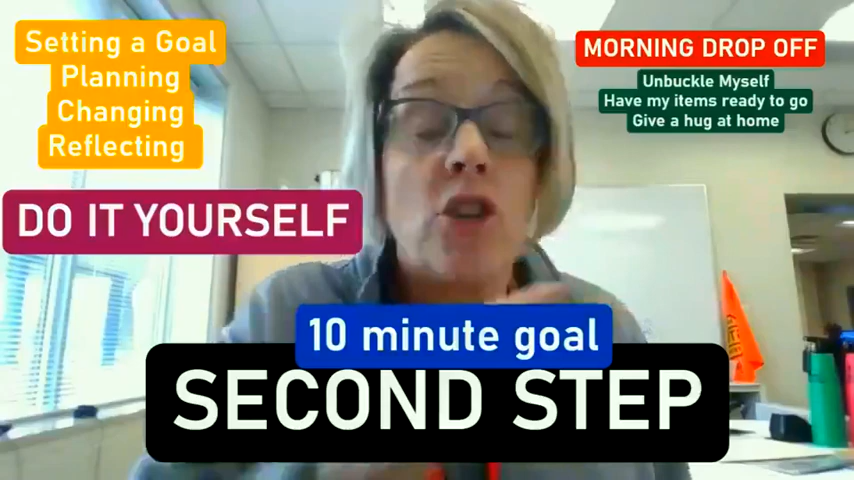 Setting a Goal
Planning
Changing
Reflecting
MORNING DROP OFF
Unbuckle Myself
Have my items ready to go
Give a hug at home
DO IT YOURSELF
10 minute goal
SECOND STEP